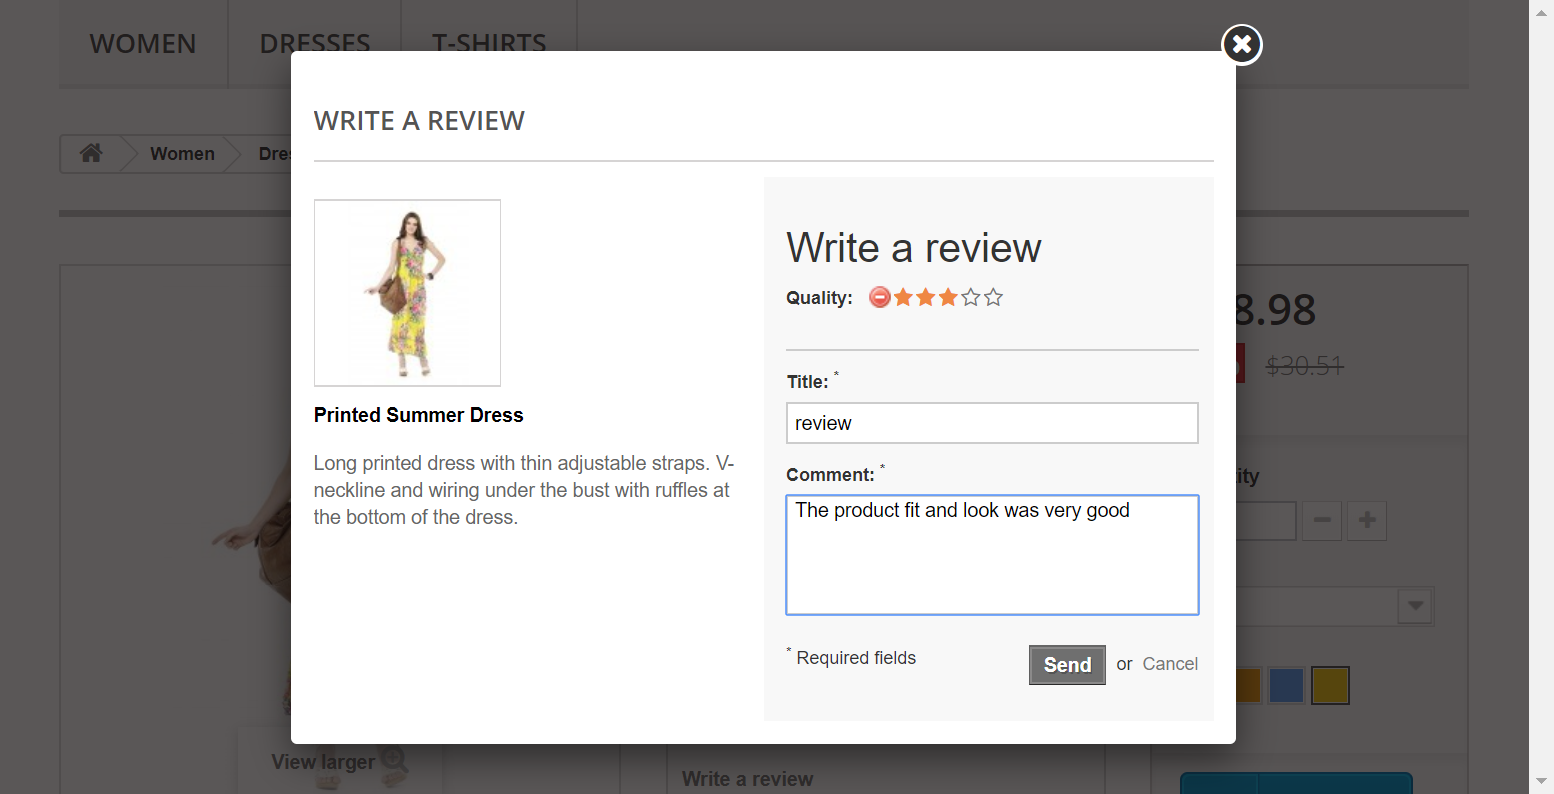 WOMEN
DRESSES
T-SHIRTS
WRITE A REVIEW
Women
Dres
Write a review
Quality:
8.98
$30.51
Title: *
review
Printed Summer Dress
Comment: *
The product fit and look was very good
Long printed dress with thin adjustable straps. V-
neckline and wiring under the bust with ruffles at
the bottom of the dress.
* Required fields
Send or Cancel
View larger
Write a review